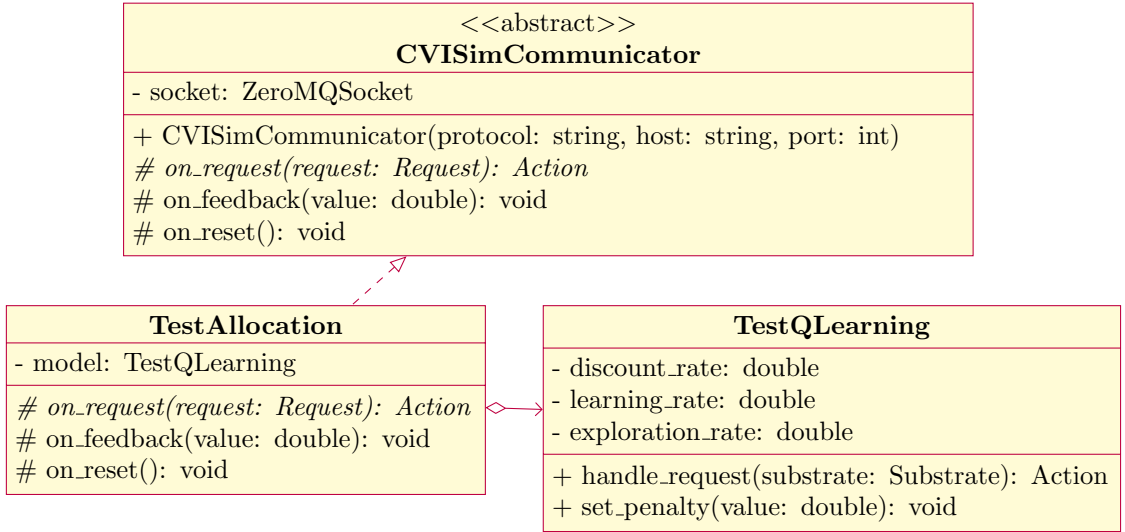 <<abstract>>
CVISimCommunicator
- socket: ZeroMQSocket
+ CVISimCommunicator(protocol: string, host: string, port: int)
# on_request(request: Request): Action
# on_feedback(value: double): void
# on_reset(): void
TestAllocation
- model: TestQLearning
# on_request(request: Request): Action
# on_feedback(value: double): void
# on_reset(): void
TestQLearning
- discount_rate: double
- learning_rate: double
- exploration_rate: double
+ handle_request(substrate: Substrate): Action
+ set_penalty(value: double): void